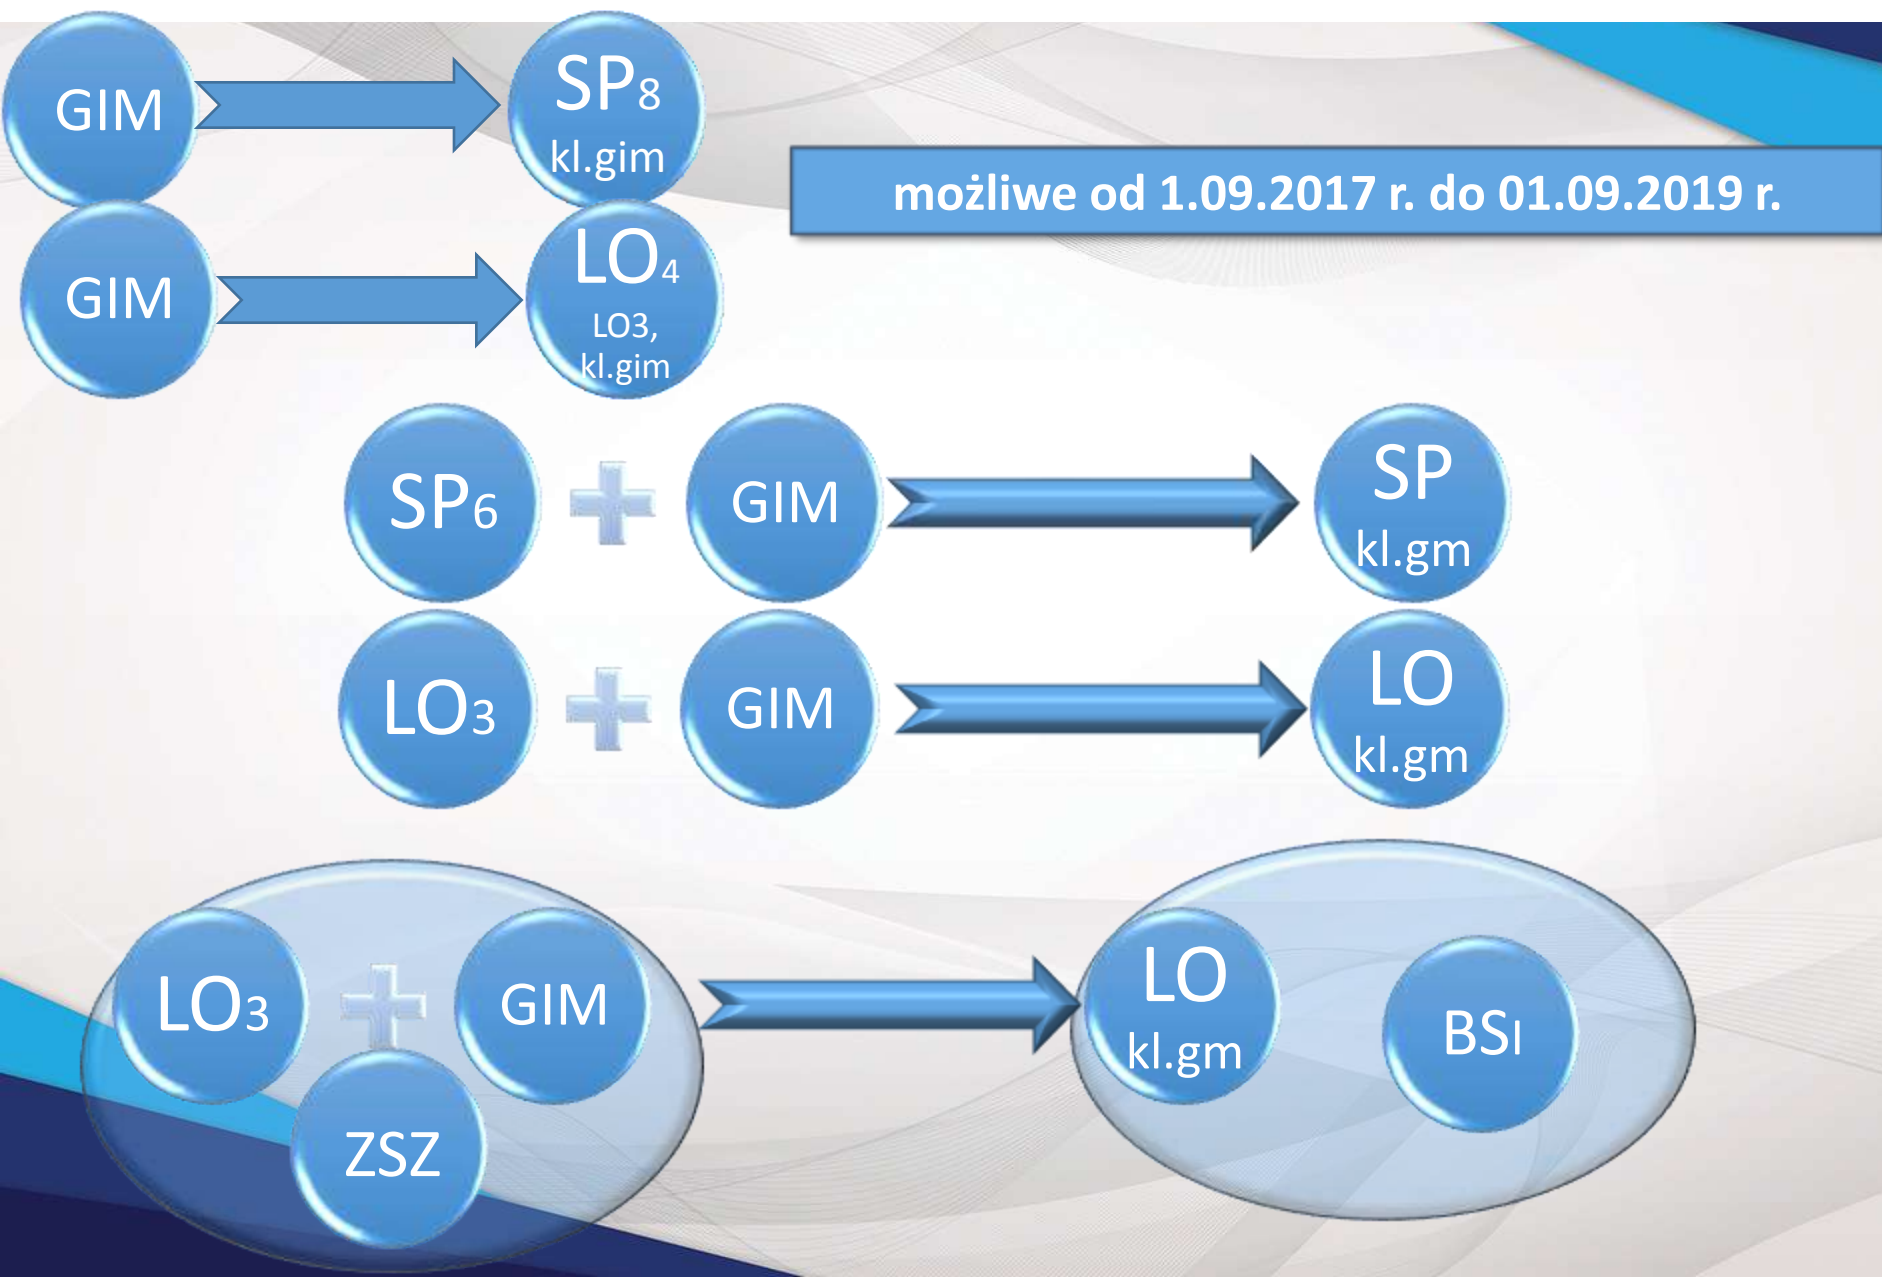 GIM
SP8
kl.gim
możliwe od 1.09.2017 r. do 01.09.2019 r.
GIM
LO4
LO3,
kl.gim
SP6
GIM
SP
kl.gm
LO3
GIM
LO
kl.gm
LO3
GIM
ZSZ
LO
kl.gm
BSI